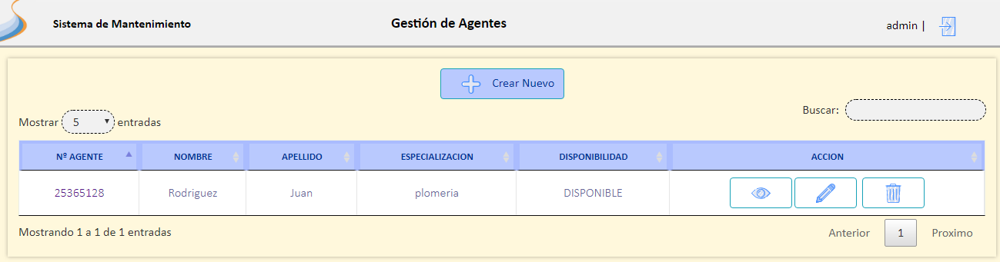 Sistema de Mantenimiento
Gestión de Agentes
admin |
Crear Nuevo
Mostrar 5 entradas
Buscar:
Nº AGENTE NOMBRE APELLIDO ESPECIALIZACION DISPONIBILIDAD ACCION
25365128 Rodriguez Juan plomeria DISPONIBLE
Mostrando 1 a 1 de 1 entradas
Anterior 1 Proximo